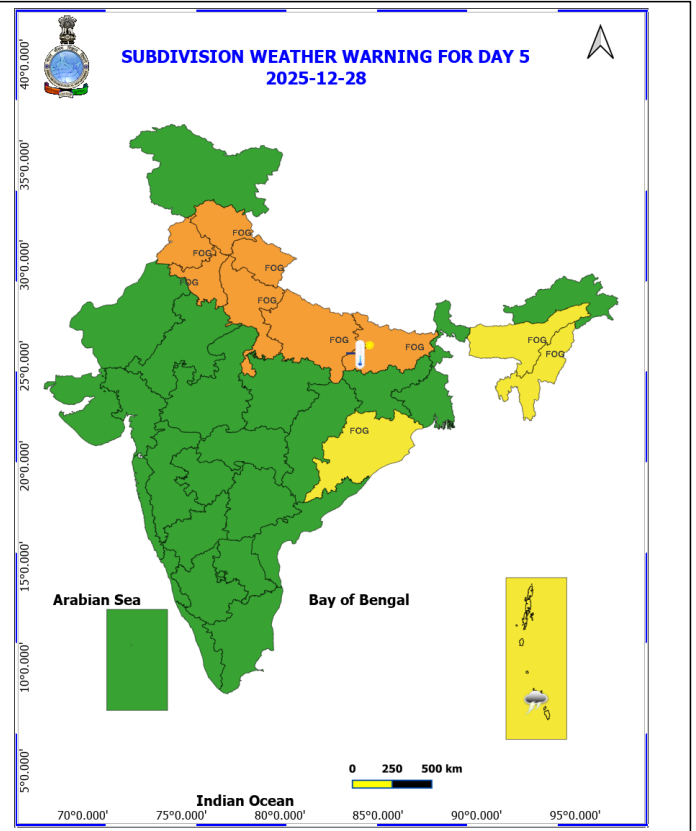 SUBDIVISION WEATHER WARNING FOR DAY 5
2025-12-28
40°0.000'
35°0.000'
30°0.000'
25°0.000'
20°0.000'
15°0.000'
10°0.000'
5°0.000'
FOG
FOG
FOG
FOG
FOG
FOG
FOG
FOG
FOG
FOG
Arabian Sea
Bay of Bengal
0 250 500 km
Indian Ocean
70°0.000' 75°0.000' 80°0.000' 85°0.000' 90°0.000' 95°0.000'